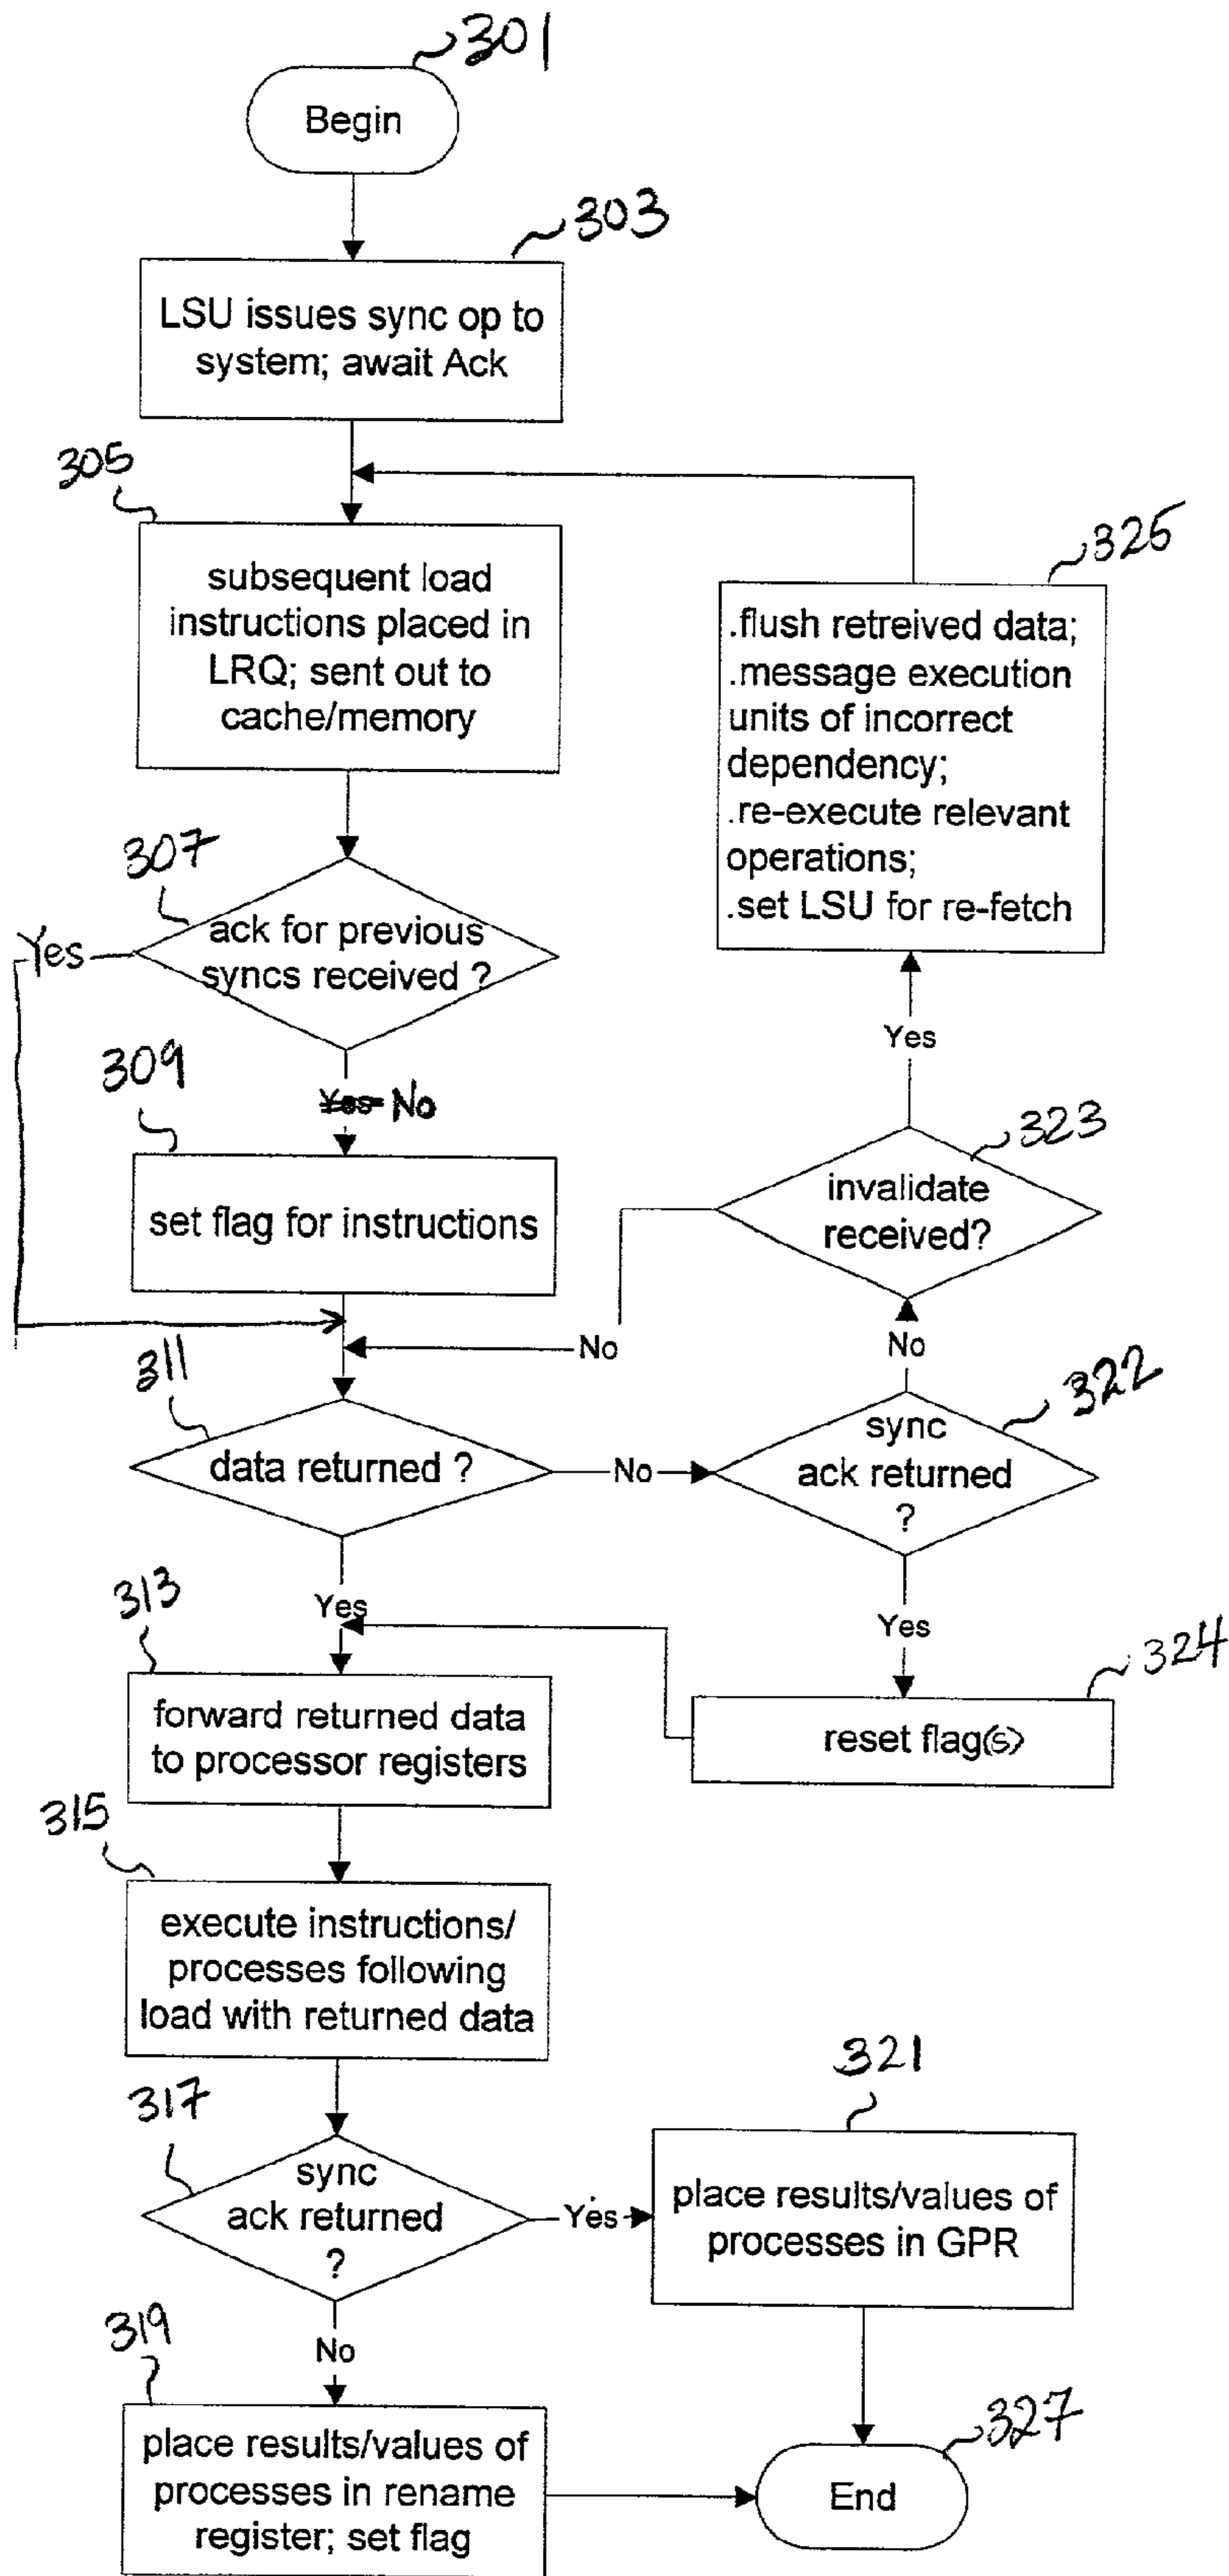 301
Begin
303
LSU issues sync op to
system; await Ack
305
subsequent load
instructions placed in
LRQ; sent out to
cache/memory
325
.flush retreived data;
.message execution
units of incorrect
dependency;
.re-execute relevant
operations;
.set LSU for re-fetch
307
ack for previous
syncs received ?
Yes
Yes No
309
set flag for instructions
Yes
323
invalidate
received?
No
No
311
data returned ?
No
322
sync
ack returned
?
Yes
Yes
313
forward returned data
to processor registers
324
reset flag(s)
315
execute instructions/
processes following
load with returned data
317
sync
ack returned
?
Yes
321
place results/values of
processes in GPR
No
319
place results/values of
processes in rename
register; set flag
327
End